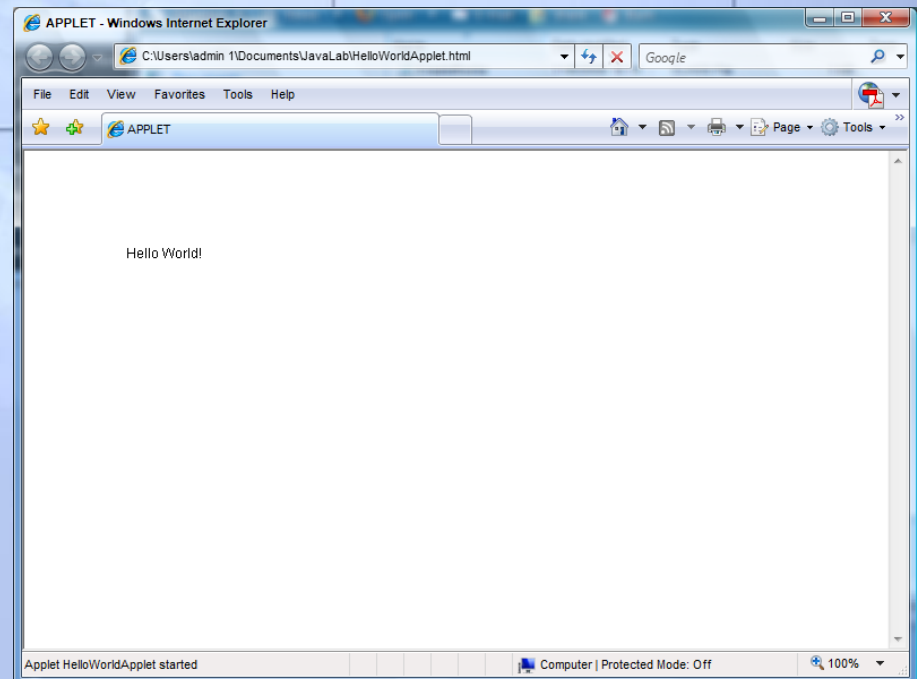 APPLET - Windows Internet Explorer
C:\Users\admin 1\Documents\JavaLab\HelloWorldApplet.html Google
File Edit View Favorites Tools Help
APPLET Page Tools
Hello World!
Applet HelloWorldApplet started Computer | Protected Mode: Off 100%